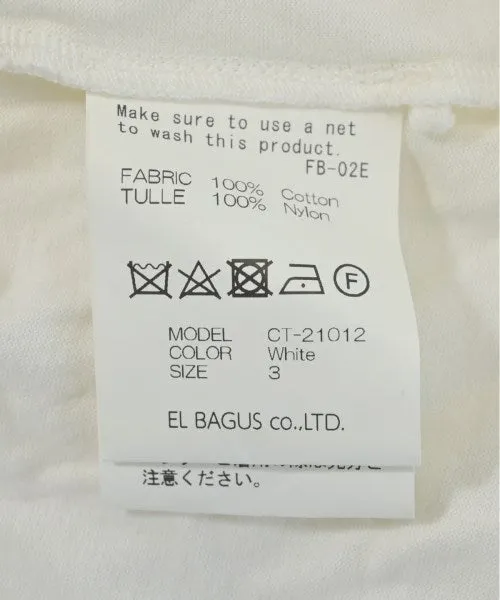 Make sure to use a net
to wash this product.
FB-02E
FABRIC 100% Cotton
TULLE 100% Nylon
F
MODEL CT-21012
COLOR White
SIZE 3
EL BAGUS co.,LTD.
注意ください。